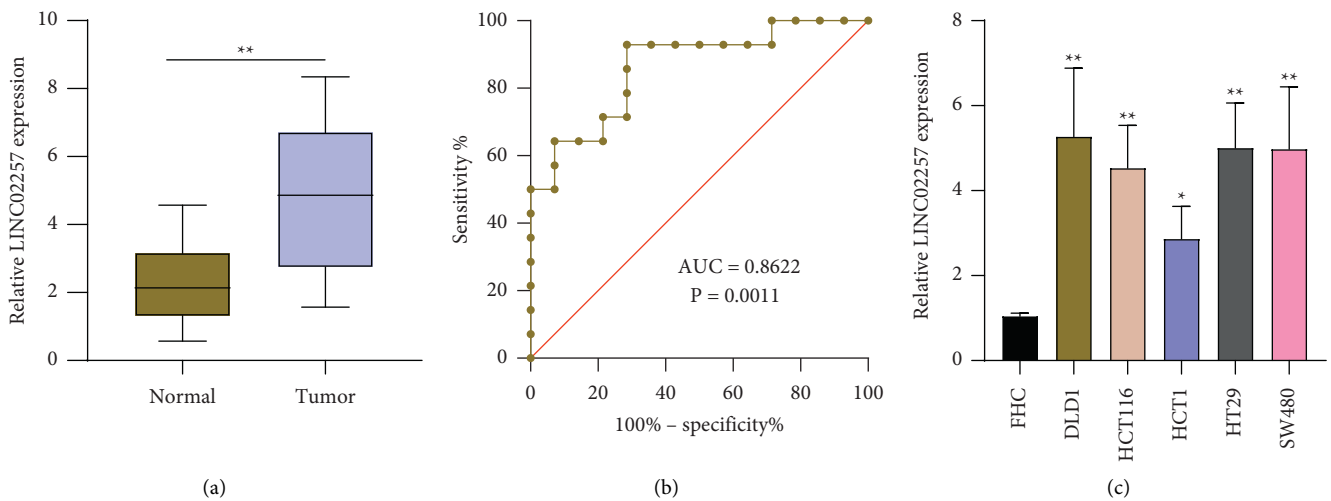 Relative LINC02257 expression
10
8
6
4
2
0
**
Normal
Tumor
(a)
Sensitivity %
100
80
60
40
20
0
AUC = 0.8622
P = 0.0011
0
20
40
60
80
100
100% – specificity%
(b)
Relative LINC02257 expression
8
6
4
2
0
**
**
*
**
**
FHC
DLD1
HCT116
HCT1
HT29
SW480
(c)